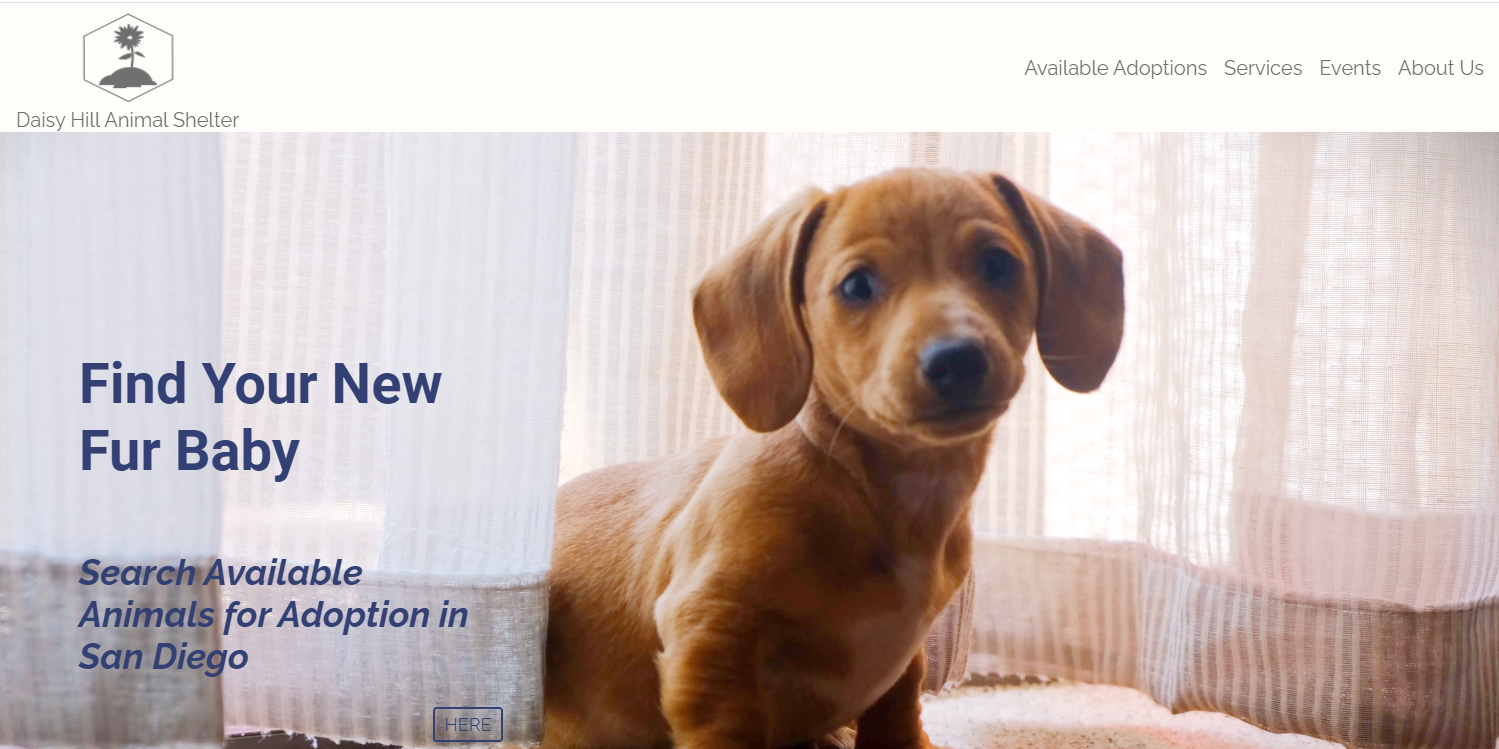 Daisy Hill Animal Shelter
Available Adoptions Services Events About Us
Find Your New
Fur Baby
Search Available
Animals for Adoption in
San Diego
HERE